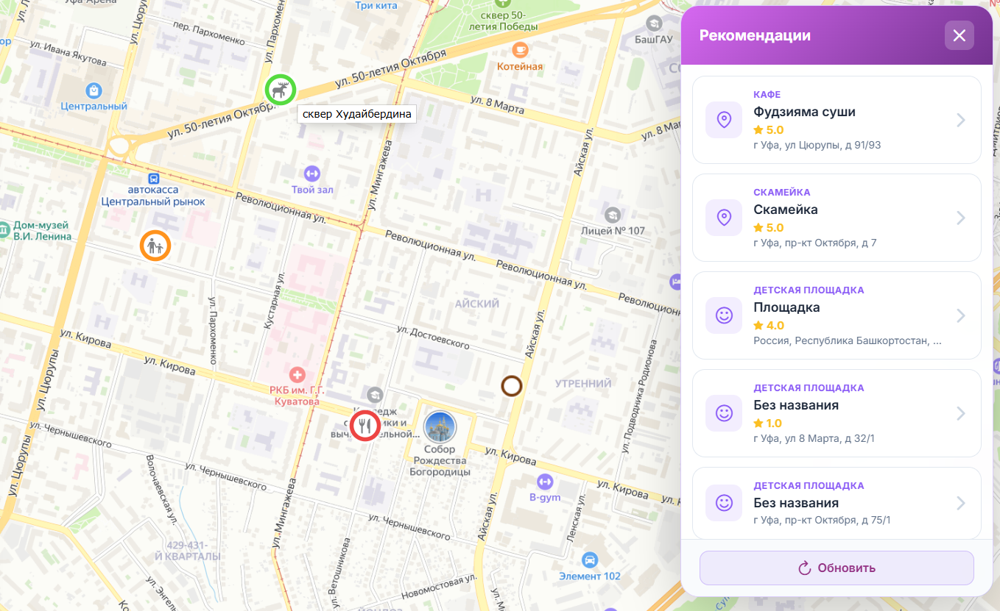 Уфа-Арена
Три кита
сквер 50-
летия Победы
БашГАУ
пер. Пархоменко
ул. Пархоменко
ул. Цюрупы
ул. Ивана Якутова
Котейная
ул. 50-летия Октября
Центральный
ул. 8 Марта
сквер Худайбердина
ул. 50-летия Октября
ул. 8 Мар
Айская ул.
ул. Мингажева
Твой зал
автокасса
Центральный рынок
Революционная ул.
Дом-музей
В.И. Ленина
Лицей № 107
Революционная ул.
Революционная ул.
Революционн
Кустарная ул.
АЙСКИЙ
ул. Пархоменко
Айская ул.
ул. Достоевского
ул. Кирова
ул. Кирова
ул. Цюрупы
РКБ им. Г.Г.
Куватова
УТРЕННИЙ
ул. Подводника Родионова
Собор
Рождества
Богородицы
ул. Чернышевского
ул. Цюрупы
Волочаевская ул.
ул. Чернышевского
ул. Кирова
ул. Кирова
B-gym
ул. Мингажева
Айская ул.
Ленская ул.
ул. Чернышевского
429-431-
Й КВАРТАЛЫ
ул. Ветошникова
Элемент 102
Новомостовая ул.
Рекомендации
КАФЕ
Фудзияма суши
5.0
г Уфа, ул Цюрупы, д 91/93
СКАМЕЙКА
Скамейка
5.0
г Уфа, пр-кт Октября, д 7
ДЕТСКАЯ ПЛОЩАДКА
Площадка
4.0
Россия, Республика Башкортостан, ...
ДЕТСКАЯ ПЛОЩАДКА
Без названия
1.0
г Уфа, ул 8 Марта, д 32/1
ДЕТСКАЯ ПЛОЩАДКА
Без названия
г Уфа, пр-кт Октября, д 75/1
Обновить